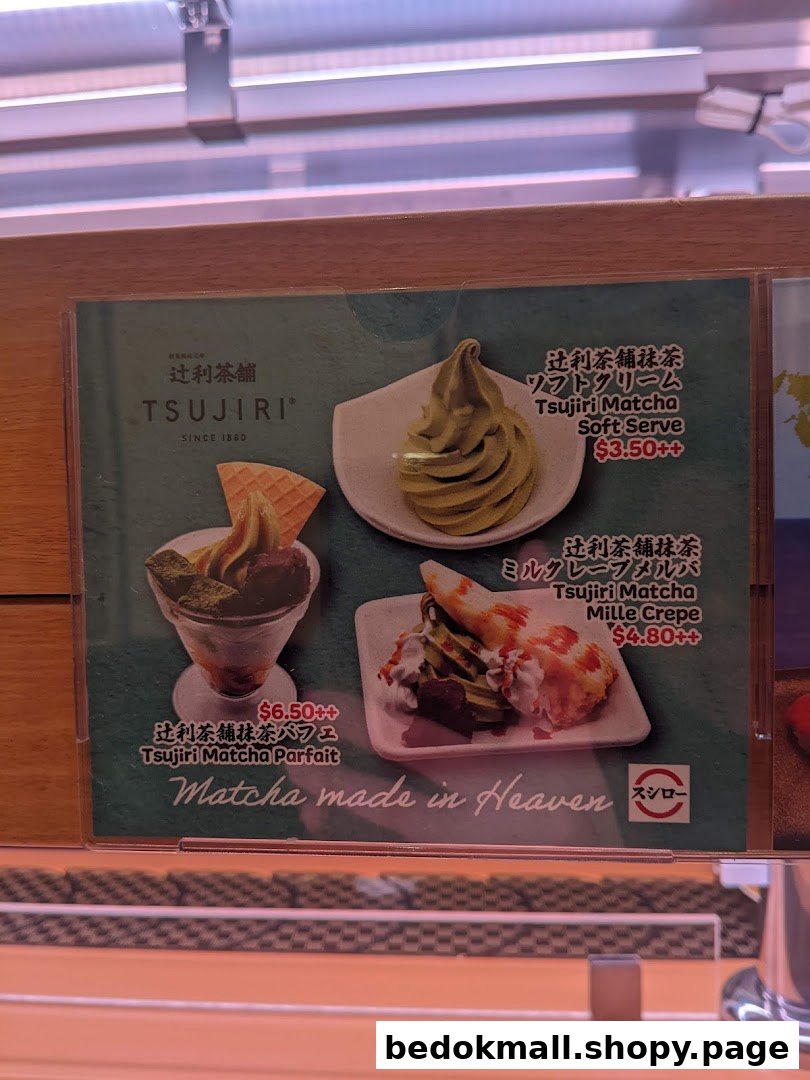 辻利茶舗
TSUJIRI®
SINCE 1860
辻利茶舗抹茶
ソフトクリーム
Tsujiri Matcha
Soft Serve
$3.50++
辻利茶舗抹茶
ミルクレープメルバ
Tsujiri Matcha
Mille Crepe
$4.80++
$6.50++
辻利茶舗抹茶パフェ
Tsujiri Matcha Parfait
Matcha made in Heaven
スシロー
bedokmall.shopy.page